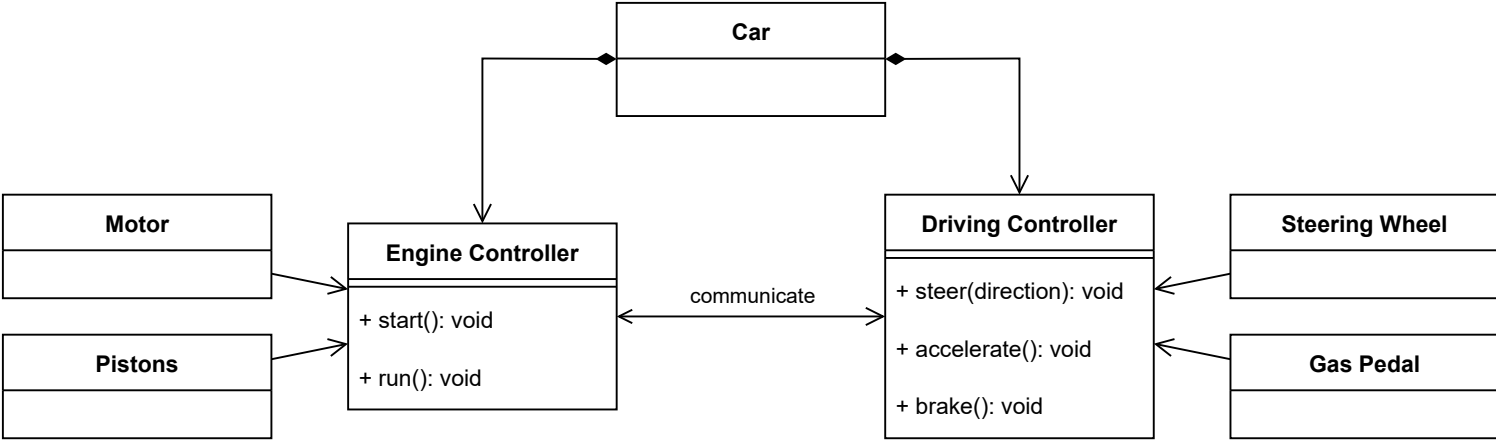 Car
Motor
Pistons
Engine Controller
+ start(): void
+ run(): void
communicate
Driving Controller
+ steer(direction): void
+ accelerate(): void
+ brake(): void
Steering Wheel
Gas Pedal